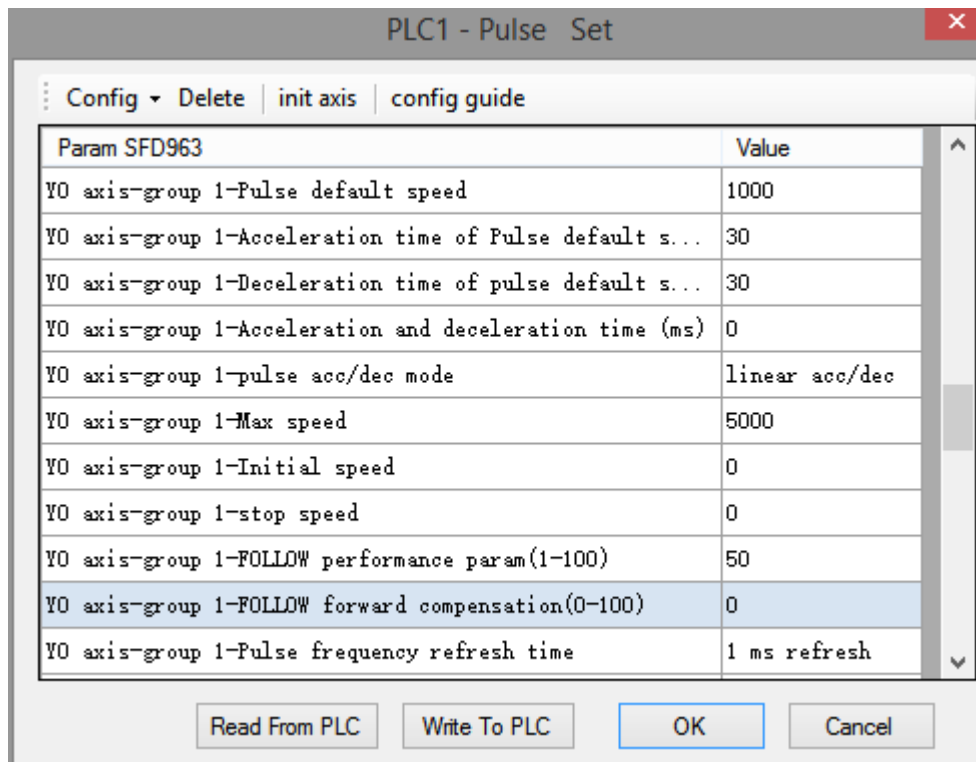 PLC1 - Pulse Set
Config Delete init axis config guide
Param SFD963 Value
Y0 axis-group 1-Pulse default speed 1000
Y0 axis-group 1-Acceleration time of Pulse default s... 30
Y0 axis-group 1-Deceleration time of pulse default s... 30
Y0 axis-group 1-Acceleration and deceleration time (ms) 0
Y0 axis-group 1-pulse acc/dec mode linear acc/dec
Y0 axis-group 1-Max speed 5000
Y0 axis-group 1-Initial speed 0
Y0 axis-group 1-stop speed 0
Y0 axis-group 1-FOLLOW performance param(1-100) 50
Y0 axis-group 1-FOLLOW forward compensation(0-100) 0
Y0 axis-group 1-Pulse frequency refresh time 1 ms refresh
Read From PLC Write To PLC OK Cancel